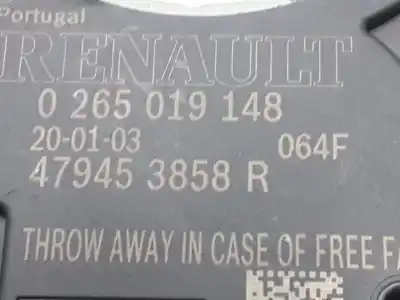 Portugal
RENAULT
0 265 019 148
20-01-03 064F
47945 3858 R
THROW AWAY IN CASE OF FREE